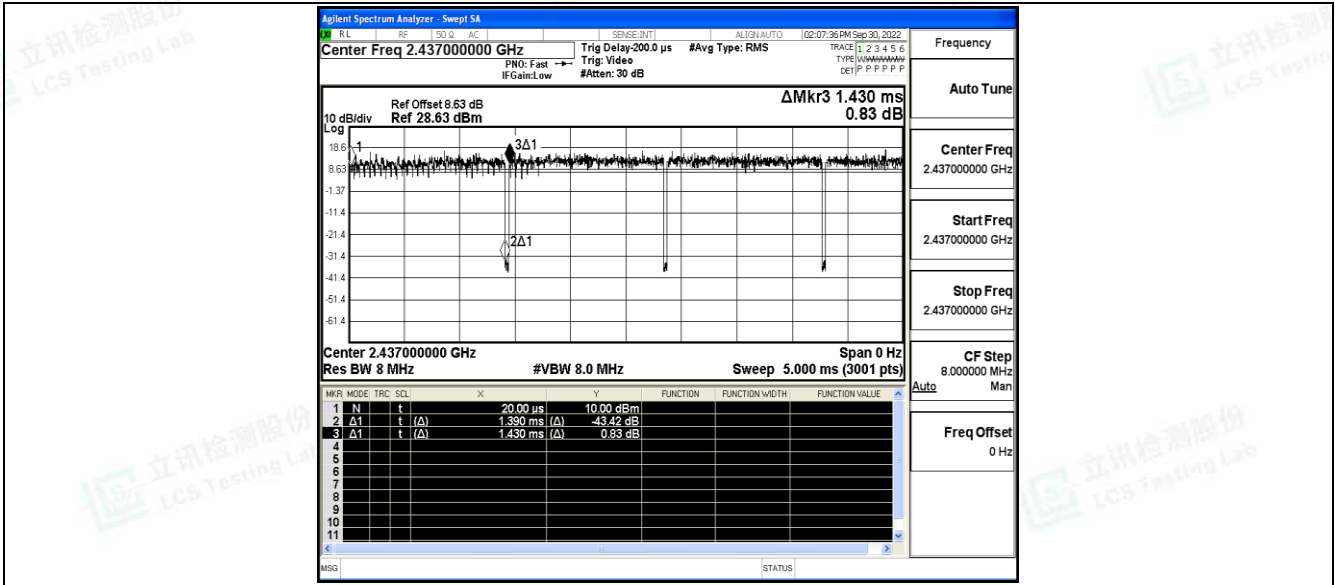 Agilent Spectrum Analyzer - Swept SA
RL RF 50 Ω AC SENSE:INT ALIGN AUTO 02:07:36 PM Sep 30, 2022
Center Freq 2.437000000 GHz
Trig Delay-200.0 µs #Avg Type: RMS
TRACE 1 2 3 4 5 6
PNO: Fast Trig: Video
TYPE
IFGain:Low #Atten: 30 dB
DET P P P P P P
ΔMkr3 1.430 ms
0.83 dB
Ref Offset 8.63 dB
10 dB/div Ref 28.63 dBm
Log
18.6
8.63
-1.37
-11.4
-21.4
-31.4
-41.4
-51.4
-61.4
1
3Δ1
2Δ1
Center 2.437000000 GHz Span 0 Hz
Res BW 8 MHz #VBW 8.0 MHz Sweep 5.000 ms (3001 pts)
MKR MODE TRC SCL X Y FUNCTION FUNCTION WIDTH FUNCTION VALUE
1 N t 20.00 µs 10.00 dBm
2 Δ1 t (Δ) 1.390 ms (Δ) -43.42 dB
3 Δ1 t (Δ) 1.430 ms (Δ) 0.83 dB
4
5
6
7
8
9
10
11
MSG STATUS
Frequency
Auto Tune
Center Freq
2.437000000 GHz
Start Freq
2.437000000 GHz
Stop Freq
2.437000000 GHz
CF Step
8.000000 MHz
Auto Man
Freq Offset
0 Hz
立讯检测股份
LCS Testing Lab
立讯检测股份
LCS Testing Lab
立讯检测股份
LCS Testing Lab
立讯检测股份
LCS Testing Lab